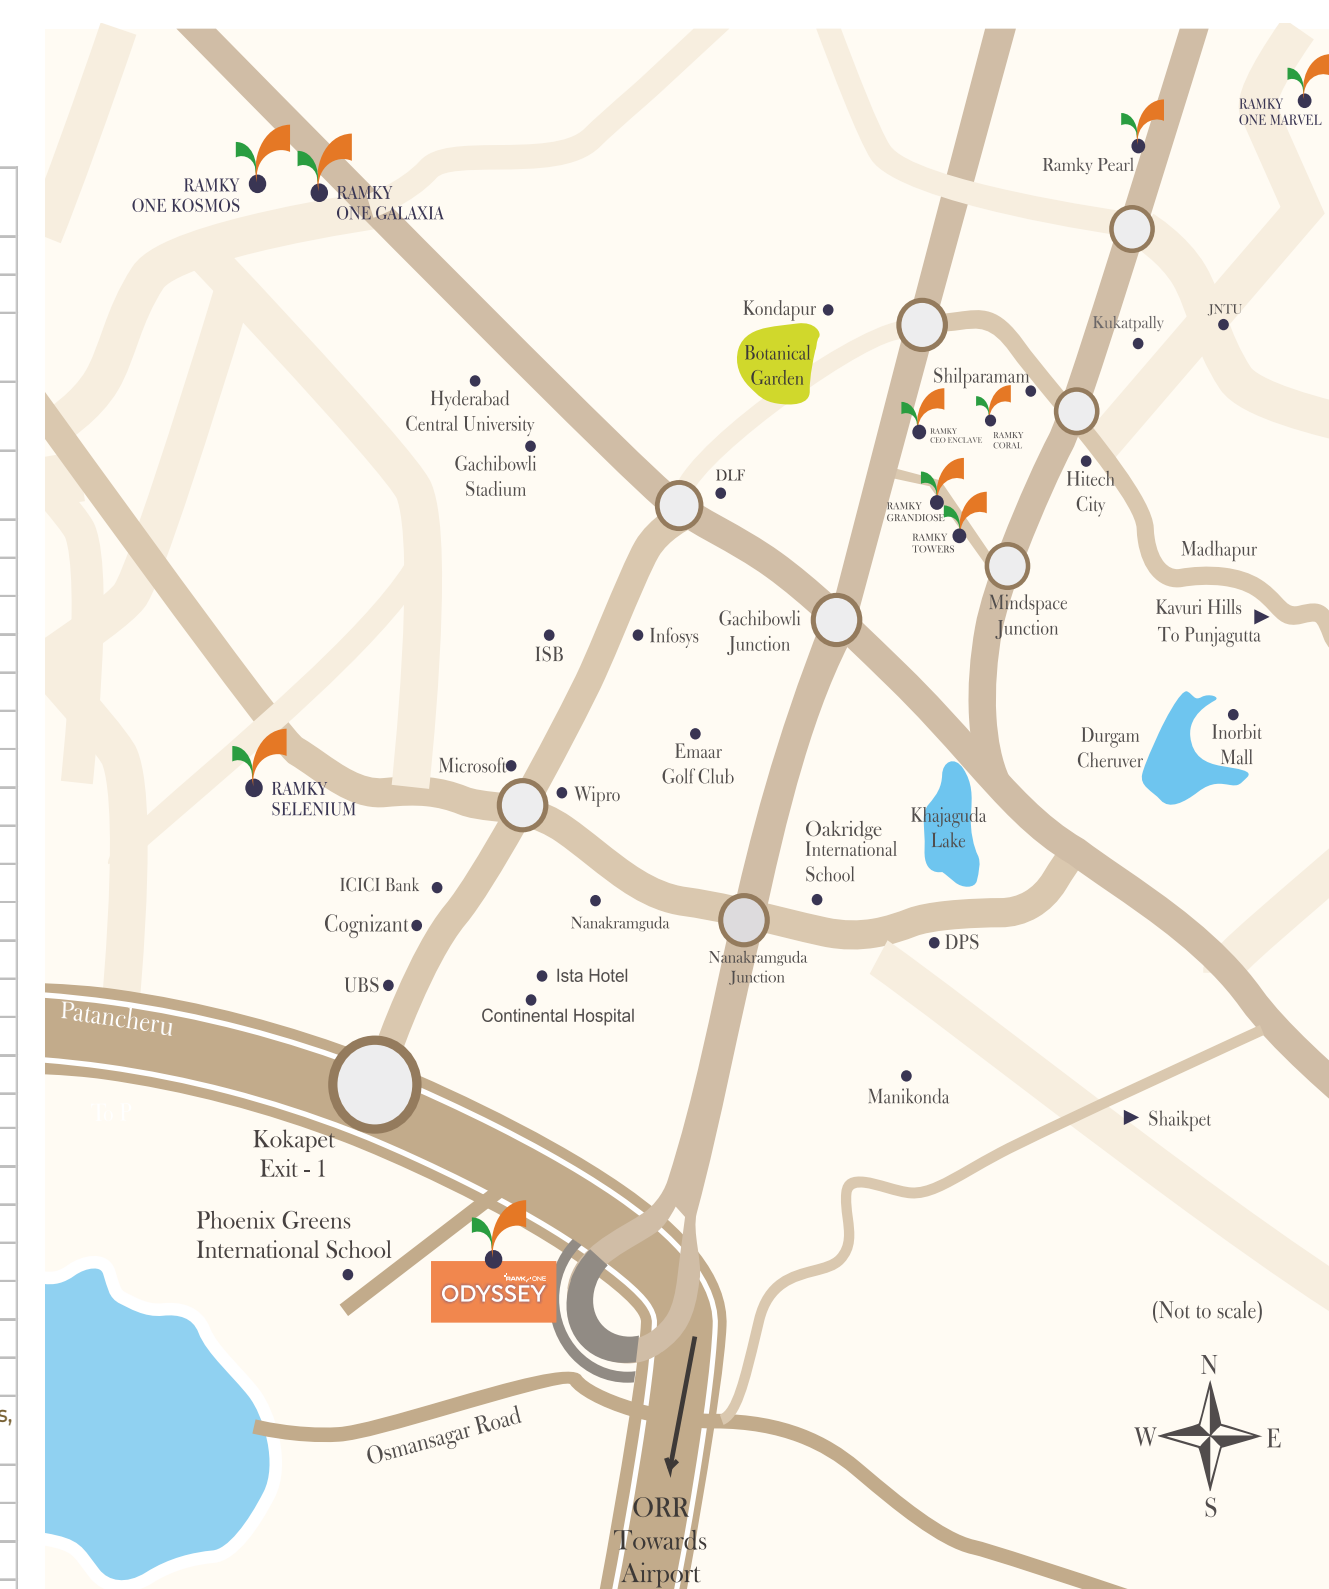 RAMKY
ONE MARVEL
Ramky Pearl
RAMKY
ONE KOSMOS
RAMKY
ONE GALAXIA
Kondapur
JNTU
Kukatpally
Botanical
Garden
Shilparamam
Hyderabad
Central University
RAMKY
CEO ENCLAVE
RAMKY
CORAL
Gachibowli
Stadium
DLF
Hitech
City
RAMKY
GRANDIOSE
RAMKY
TOWERS
Madhapur
Mindspace
Junction
Kavuri Hills
To Punjagutta
Gachibowli
Junction
Infosys
ISB
Durgam
Cheruver
Inorbit
Mall
Emaar
Golf Club
Microsoft
Wipro
RAMKY
SELENIUM
Khajaguda
Lake
Oakridge
International
School
ICICI Bank
Cognizant
Nanakramguda
DPS
Nanakramguda
Junction
Ista Hotel
UBS
Continental Hospital
Patancheru
Manikonda
Shaikpet
Kokapet
Exit - 1
Phoenix Greens
International School
RAMKY ONE
ODYSSEY
(Not to scale)
N
W
E
S
s,
Osmansagar Road
ORR
Towards
Airport